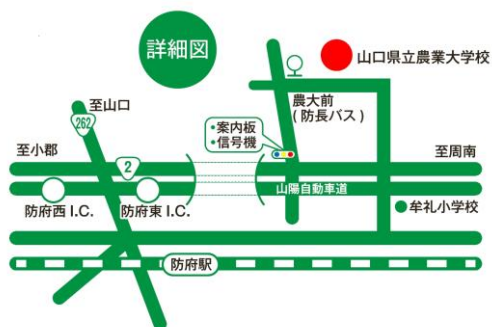 詳細図
山口県立農業大学校
至山口
262
農大前
(防長バス)
•案内板
•信号機
至小郡
2
至周南
山陽自動車道
防府西 I.C.
防府東 I.C.
牟礼小学校
防府駅